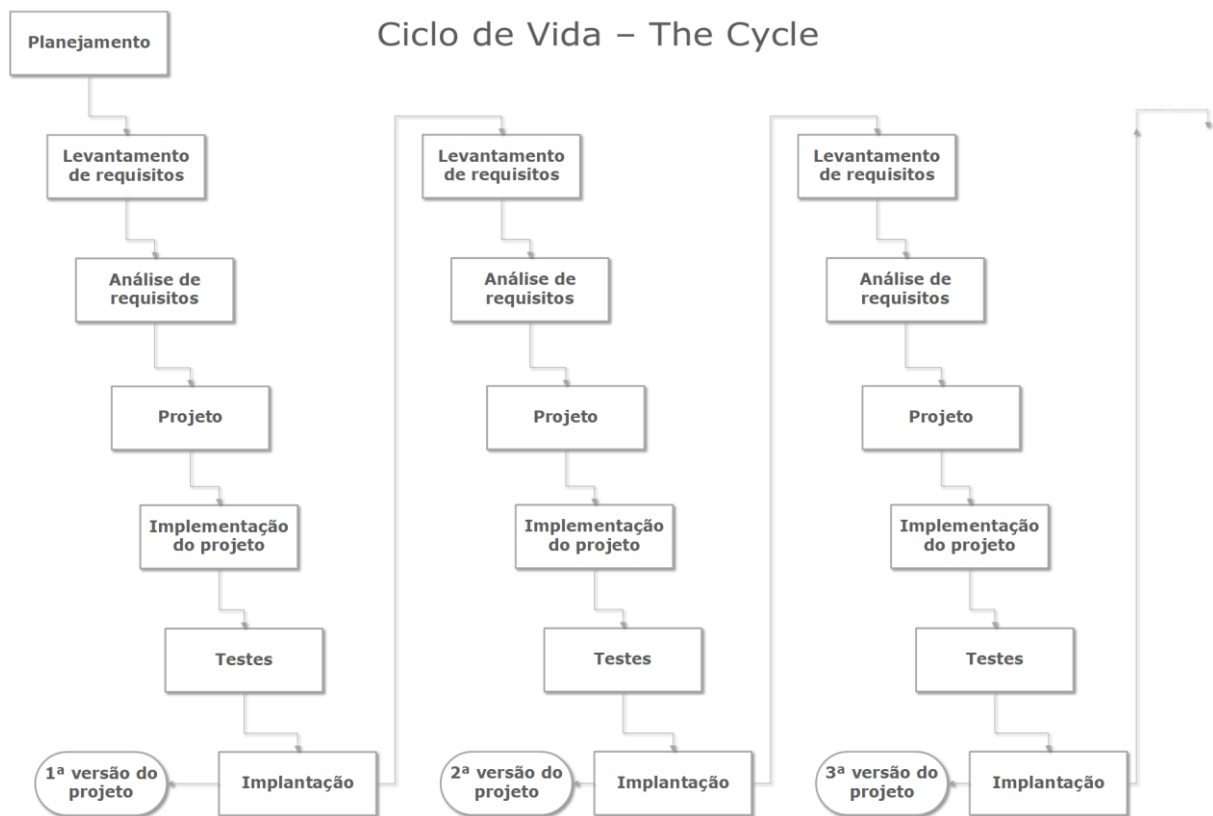 Ciclo de Vida – The Cycle
Planejamento
Levantamento
de requisitos
Análise de
requisitos
Projeto
Implementação
do projeto
Testes
Implantação
1ª versão do
projeto
Levantamento
de requisitos
Análise de
requisitos
Projeto
Implementação
do projeto
Testes
Implantação
2ª versão do
projeto
Levantamento
de requisitos
Análise de
requisitos
Projeto
Implementação
do projeto
Testes
Implantação
3ª versão do
projeto